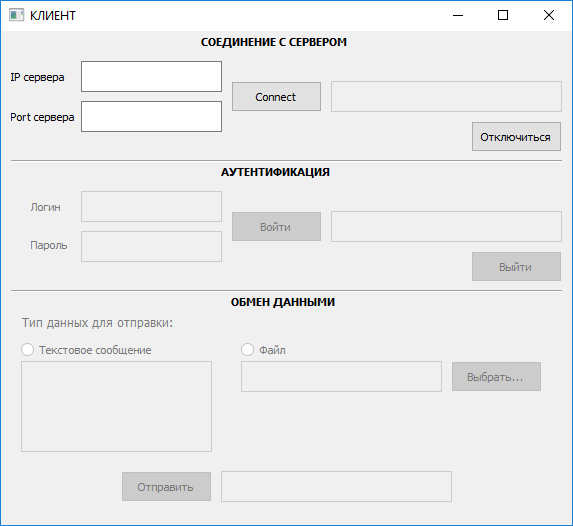 КЛИЕНТ
СОЕДИНЕНИЕ С СЕРВЕРОМ
IP сервера
Connect
Port сервера
Отключиться
АУТЕНТИФИКАЦИЯ
Логин
Войти
Пароль
Выйти
ОБМЕН ДАННЫМИ
Тип данных для отправки:
Текстовое сообщение
Файл
Выбрать...
Отправить